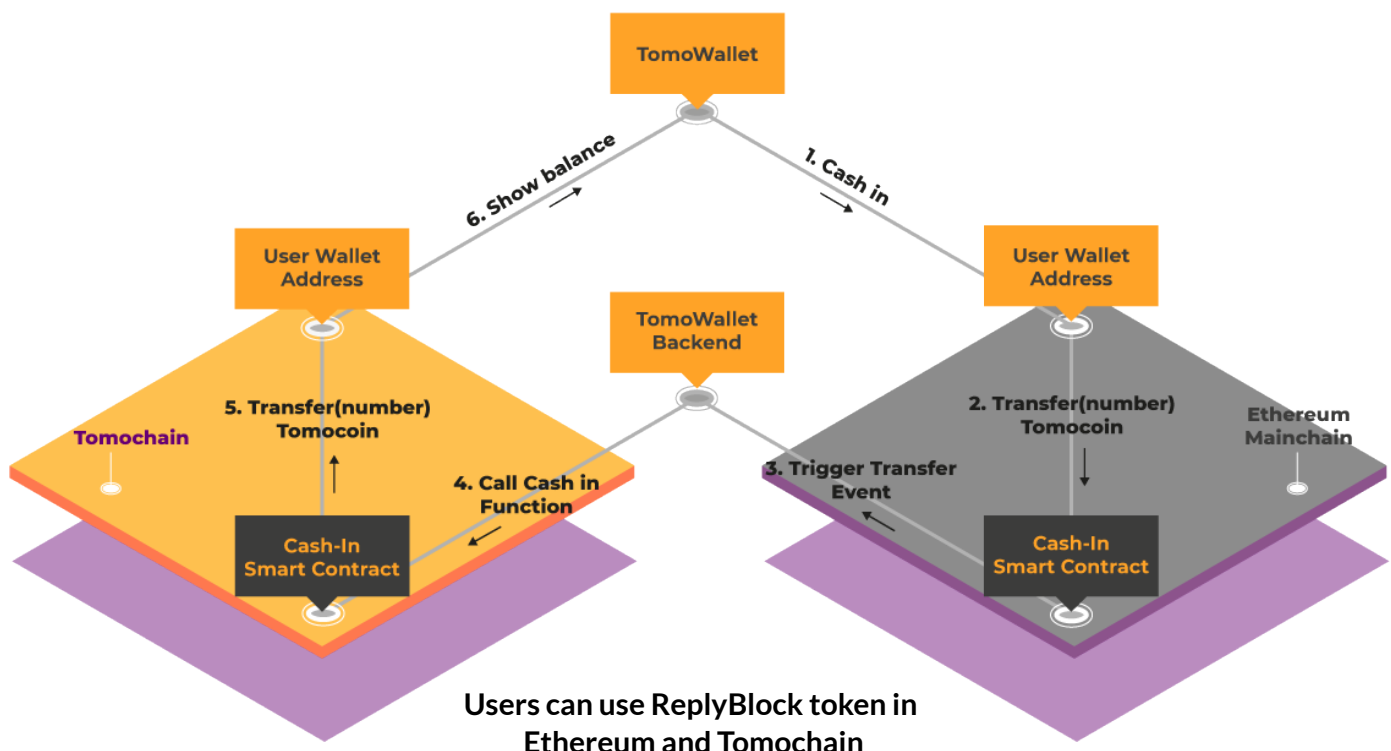 TomoWallet
1. Cash in
6. Show balance
User Wallet
Address
User Wallet
Address
TomoWallet
Backend
5. Transfer(number)
Tomocoin
2. Transfer(number)
Tomocoin
Tomochain
Ethereum
Mainchain
4. Call Cash in
Function
3. Trigger Transfer
Event
Cash-In
Smart Contract
Cash-In
Smart Contract
Users can use ReplyBlock token in
Ethereum and Tomochain